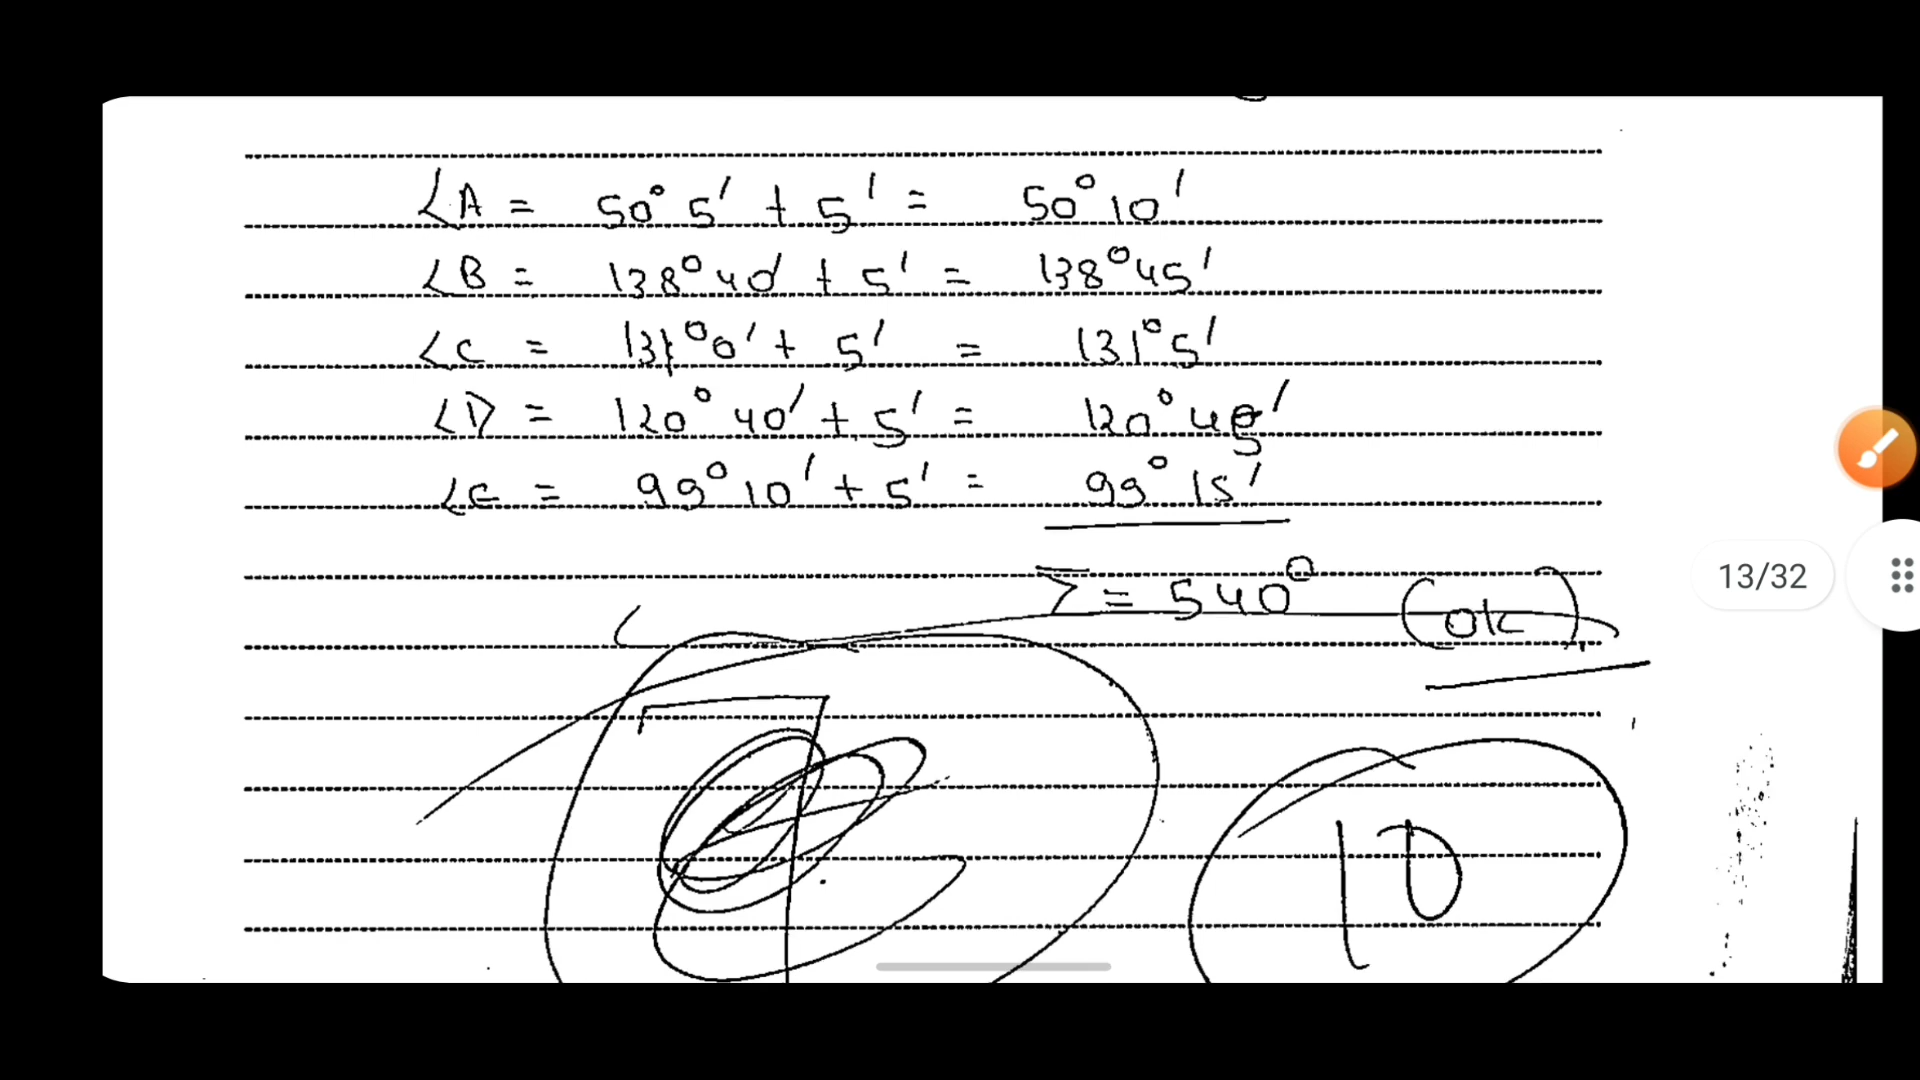 ∠A = 50° 5' + 5' = 50° 10'
∠B = 138° 40' + 5' = 138° 45'
∠C = 131° 0' + 5' = 131° 5'
∠D = 120° 40' + 5' = 120° 45'
∠E = 99° 10' + 5' = 99° 15'
Σ = 540° (ok)
13/32
7
10